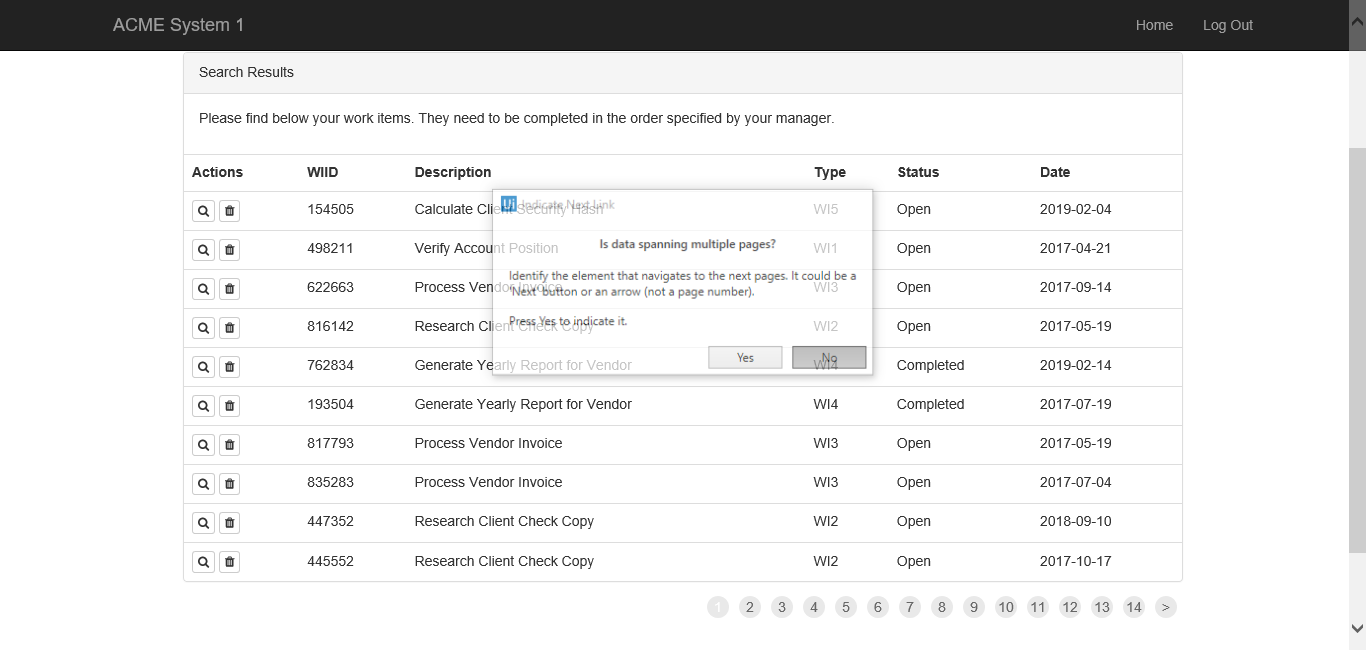 ACME System 1 Home Log Out
Search Results
Please find below your work items. They need to be completed in the order specified by your manager.
Actions WIID Description Type Status Date
154505 Calculate Client Security Hash WI5 Open 2019-02-04
498211 Verify Account Position WI1 Open 2017-04-21
622663 Process Vendor Invoice WI3 Open 2017-09-14
816142 Research Client Check Copy WI2 Open 2017-05-19
762834 Generate Yearly Report for Vendor WI4 Completed 2019-02-14
193504 Generate Yearly Report for Vendor WI4 Completed 2017-07-19
817793 Process Vendor Invoice WI3 Open 2017-05-19
835283 Process Vendor Invoice WI3 Open 2017-07-04
447352 Research Client Check Copy WI2 Open 2018-09-10
445552 Research Client Check Copy WI2 Open 2017-10-17
Ui Indicate Next Link
Is data spanning multiple pages?
Identify the element that navigates to the next pages. It could be a
'Next' button or an arrow (not a page number).
Press Yes to indicate it.
Yes No
1 2 3 4 5 6 7 8 9 10 11 12 13 14 >